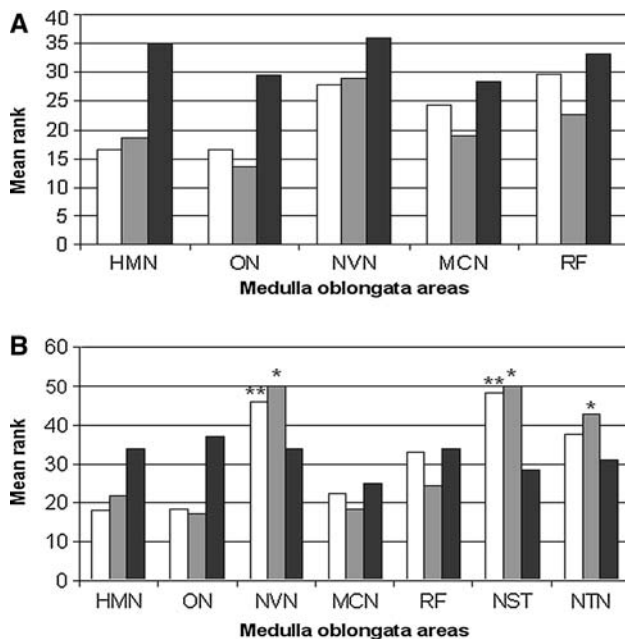 A
40
35
30
25
20
15
10
5
0
Mean rank
HMN ON NVN MCN RF
Medulla oblongata areas
B
60
50
40
30
20
10
0
Mean rank
** * ** * *
HMN ON NVN MCN RF NST NTN
Medulla oblongata areas